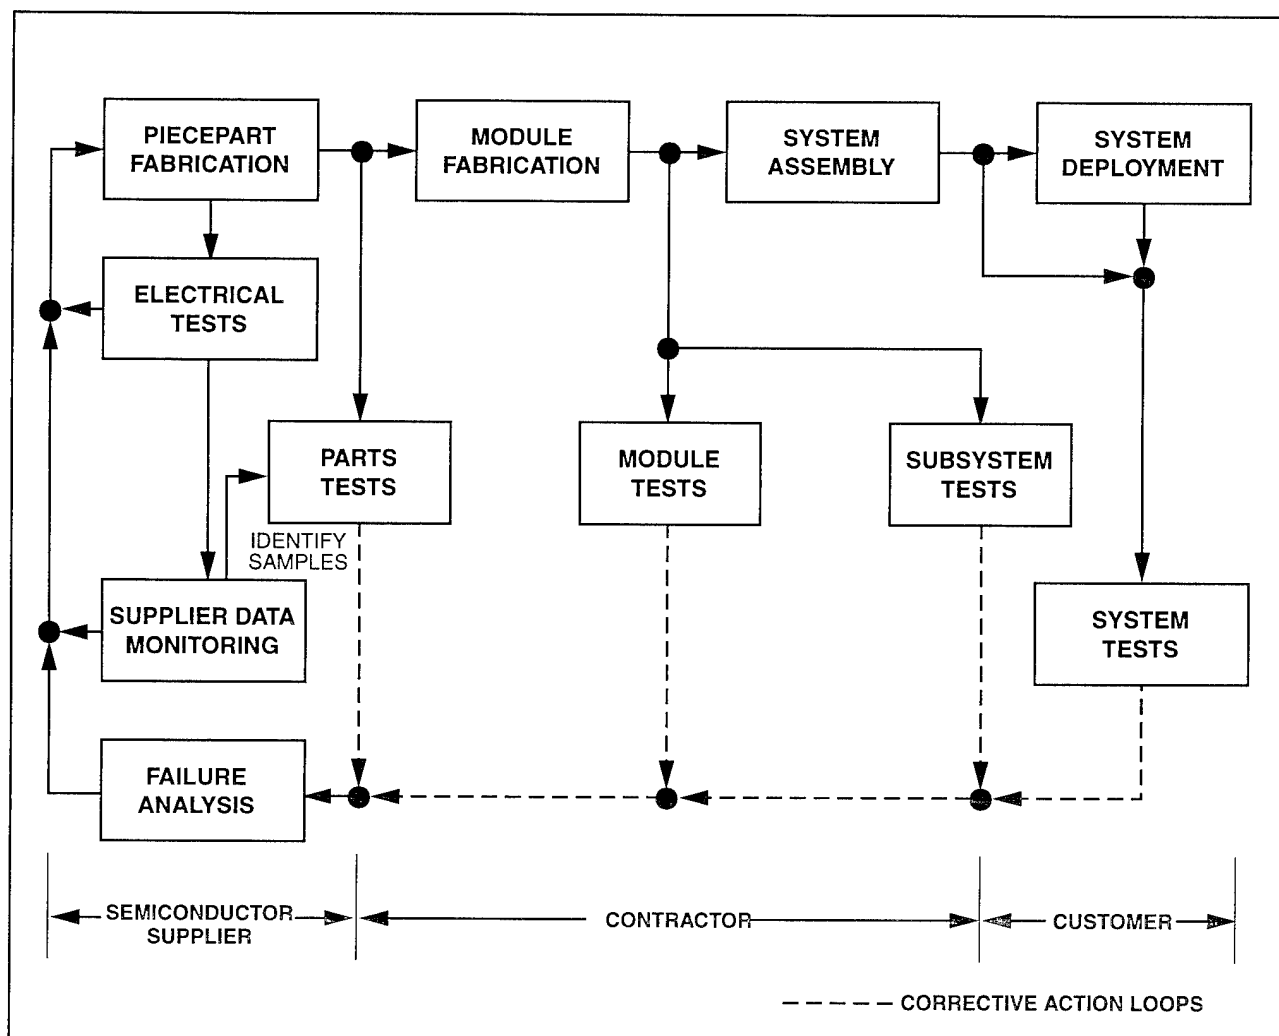 PIECEPART
FABRICATION
MODULE
FABRICATION
SYSTEM
ASSEMBLY
SYSTEM
DEPLOYMENT
ELECTRICAL
TESTS
PARTS
TESTS
MODULE
TESTS
SUBSYSTEM
TESTS
IDENTIFY
SAMPLES
SUPPLIER DATA
MONITORING
SYSTEM
TESTS
FAILURE
ANALYSIS
SEMICONDUCTOR
SUPPLIER
CONTRACTOR
CUSTOMER
CORRECTIVE ACTION LOOPS